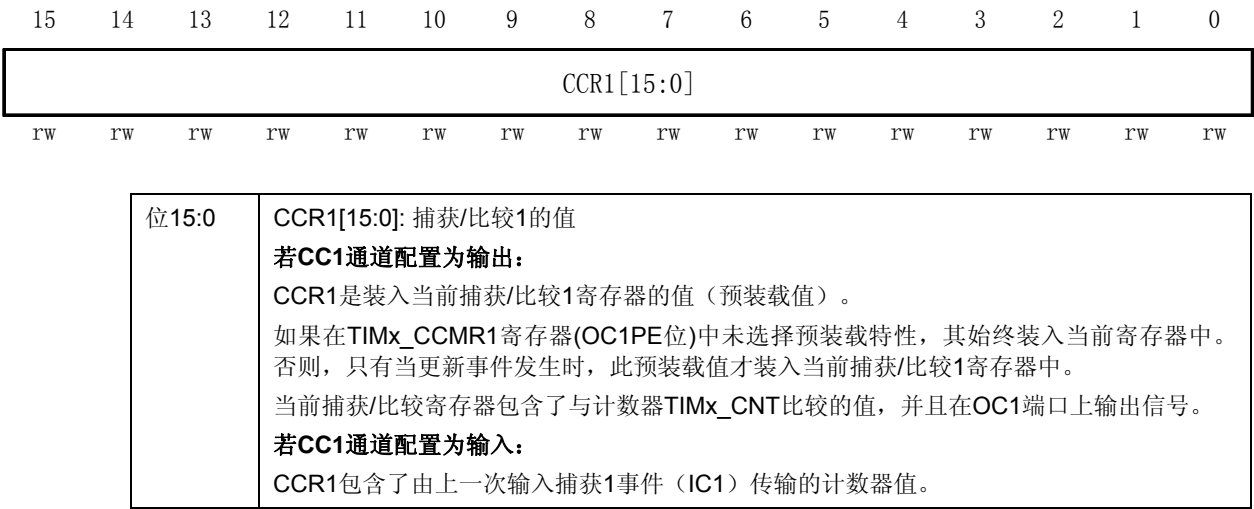 15 14 13 12 11 10 9 8 7 6 5 4 3 2 1 0
CCR1[15:0]
rw rw rw rw rw rw rw rw rw rw rw rw rw rw rw rw
位15:0 CCR1[15:0]: 捕获/比较1的值
若CC1通道配置为输出：
CCR1是装入当前捕获/比较1寄存器的值（预装载值）。
如果在TIMx_CCMR1寄存器(OC1PE位)中未选择预装载特性，其始终装入当前寄存器中。
否则，只有当更新事件发生时，此预装载值才装入当前捕获/比较1寄存器中。
当前捕获/比较寄存器包含了与计数器TIMx_CNT比较的值，并且在OC1端口上输出信号。
若CC1通道配置为输入：
CCR1包含了由上一次输入捕获1事件（IC1）传输的计数器值。